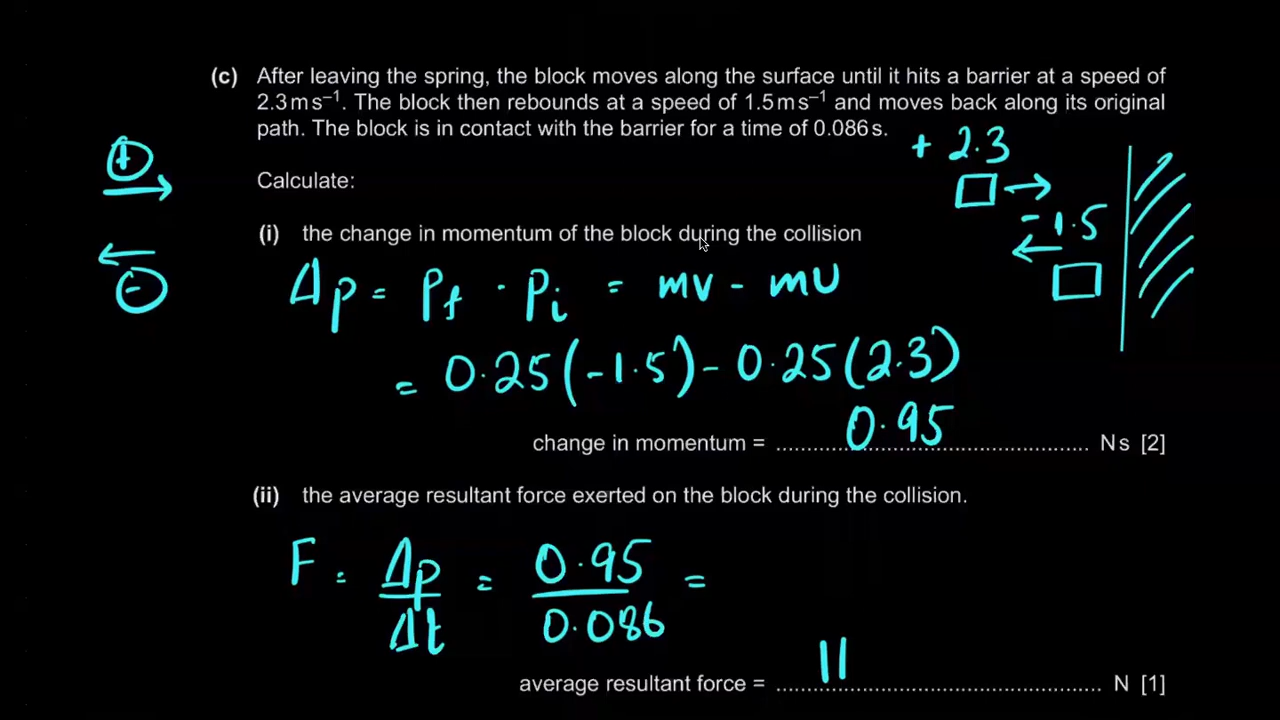 (c) After leaving the spring, the block moves along the surface until it hits a barrier at a speed of
2.3 m s⁻¹. The block then rebounds at a speed of 1.5 m s⁻¹ and moves back along its original
path. The block is in contact with the barrier for a time of 0.086 s.
+ 2.3
+
Calculate:
-1.5
(i) the change in momentum of the block during the collision
-
Δp = Pf - Pi = mv - mu
= 0.25(-1.5) - 0.25(2.3)
change in momentum = 0.95 N s [2]
(ii) the average resultant force exerted on the block during the collision.
F = Δp/Δt = 0.95/0.086 =
average resultant force = 11 N [1]